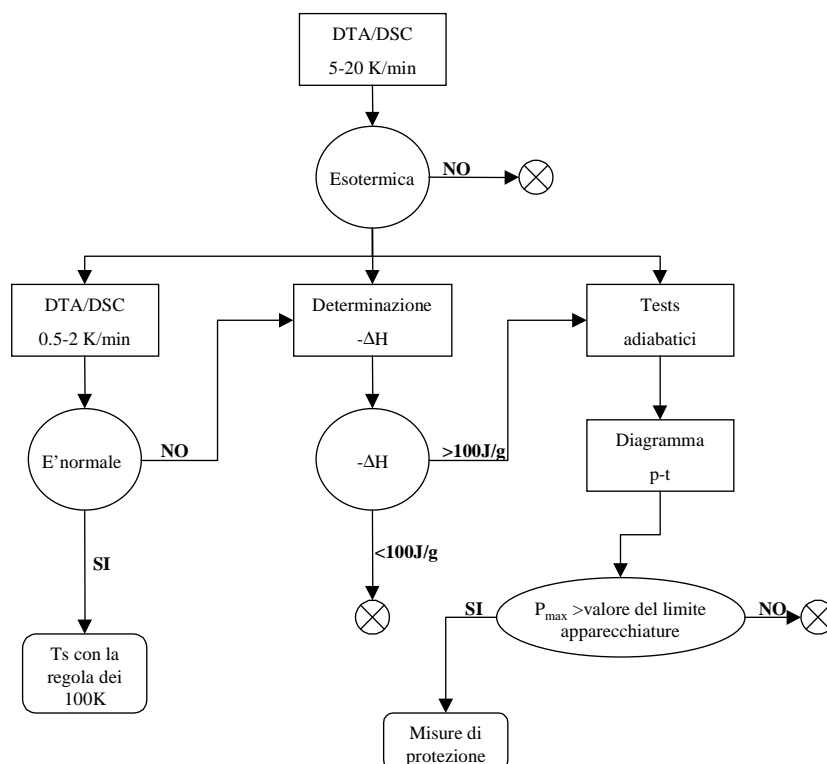 DTA/DSC
5-20 K/min
Esotermica
NO
DTA/DSC
0.5-2 K/min
Determinazione
-ΔH
Tests
adiabatici
E'normale
NO
-ΔH
>100J/g
Diagramma
p-t
SI
<100J/g
SI
Pmax >valore del limite
apparecchiature
NO
Ts con la
regola dei
100K
Misure di
protezione